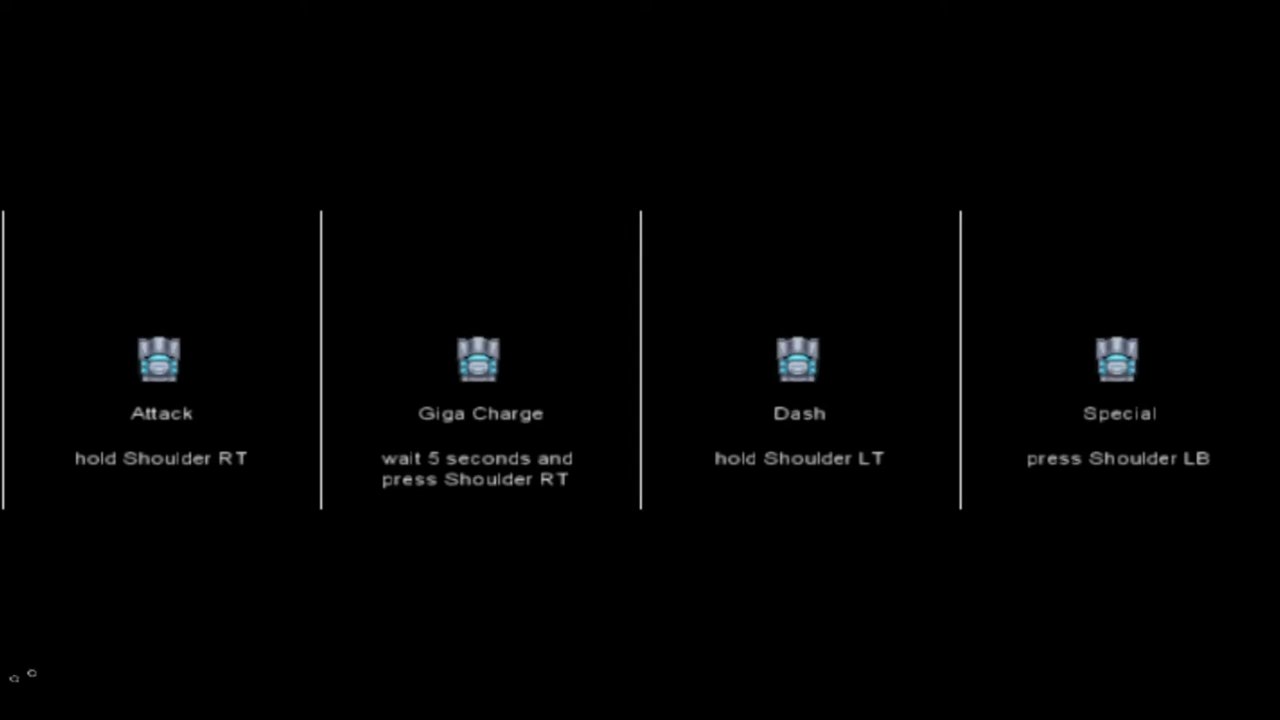 Attack
hold Shoulder RT
Giga Charge
wait 5 seconds and
press Shoulder RT
Dash
hold Shoulder LT
Special
press Shoulder LB